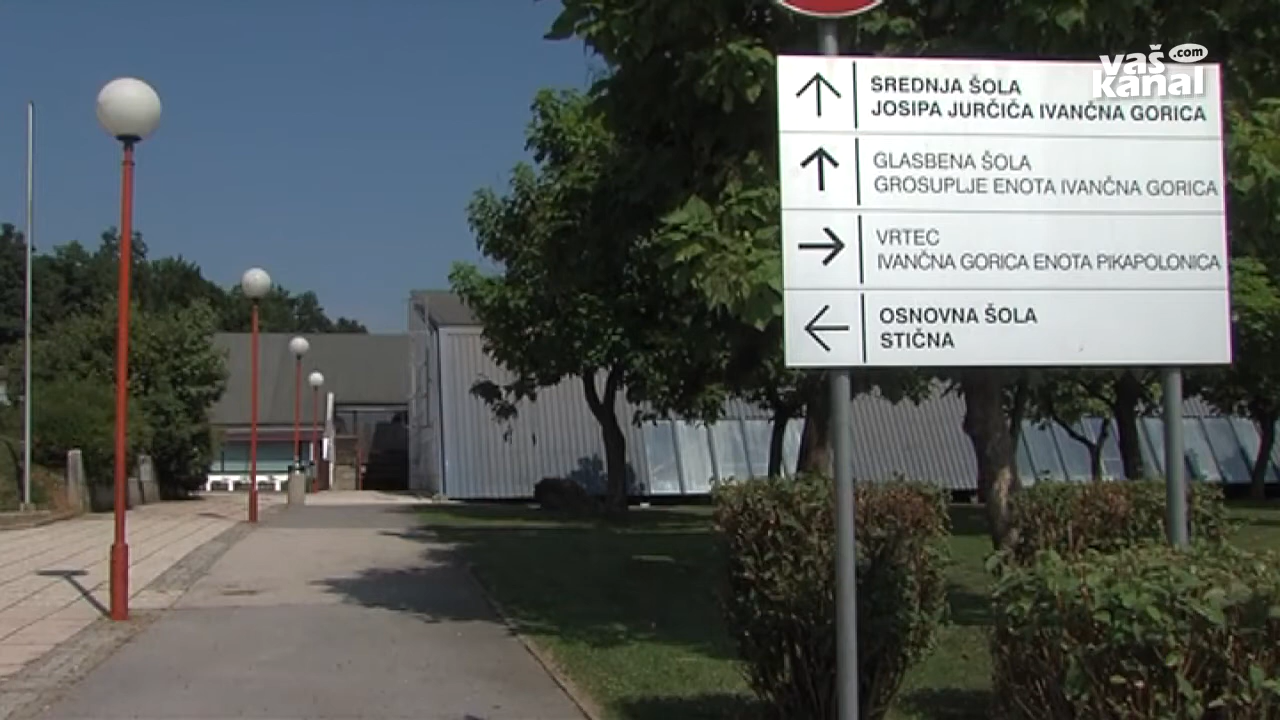 vaš .com
kanal
SREDNJA ŠOLA
JOSIPA JURČIČA IVANČNA GORICA
GLASBENA ŠOLA
GROSUPLJE ENOTA IVANČNA GORICA
VRTEC
IVANČNA GORICA ENOTA PIKAPOLONICA
OSNOVNA ŠOLA
STIČNA